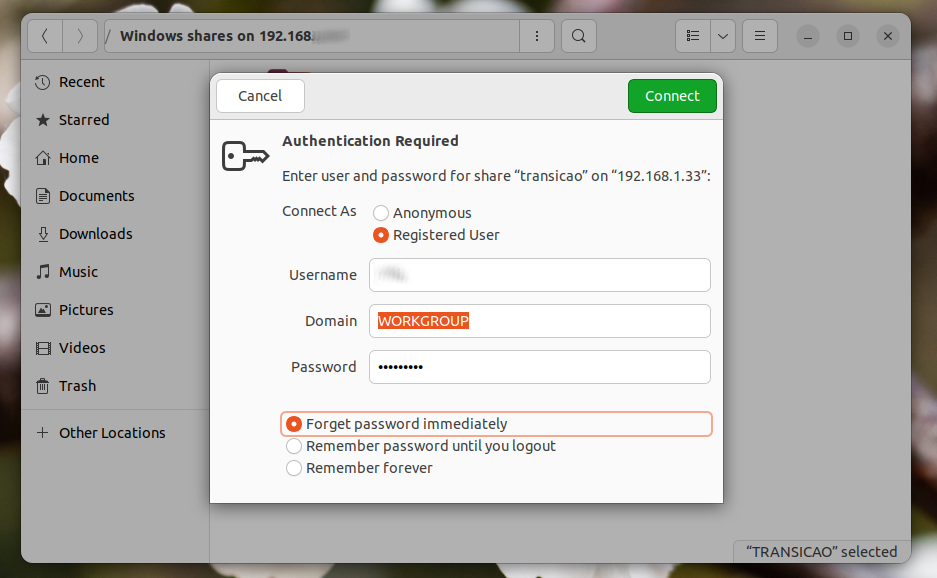 / Windows shares on 192.168.
Recent
Starred
Home
Documents
Downloads
Music
Pictures
Videos
Trash
+ Other Locations
Cancel
Connect
Authentication Required
Enter user and password for share “transicao” on “192.168.1.33”:
Connect As
Anonymous
Registered User
Username
Domain WORKGROUP
Password •••••••••
Forget password immediately
Remember password until you logout
Remember forever
“TRANSICAO” selected